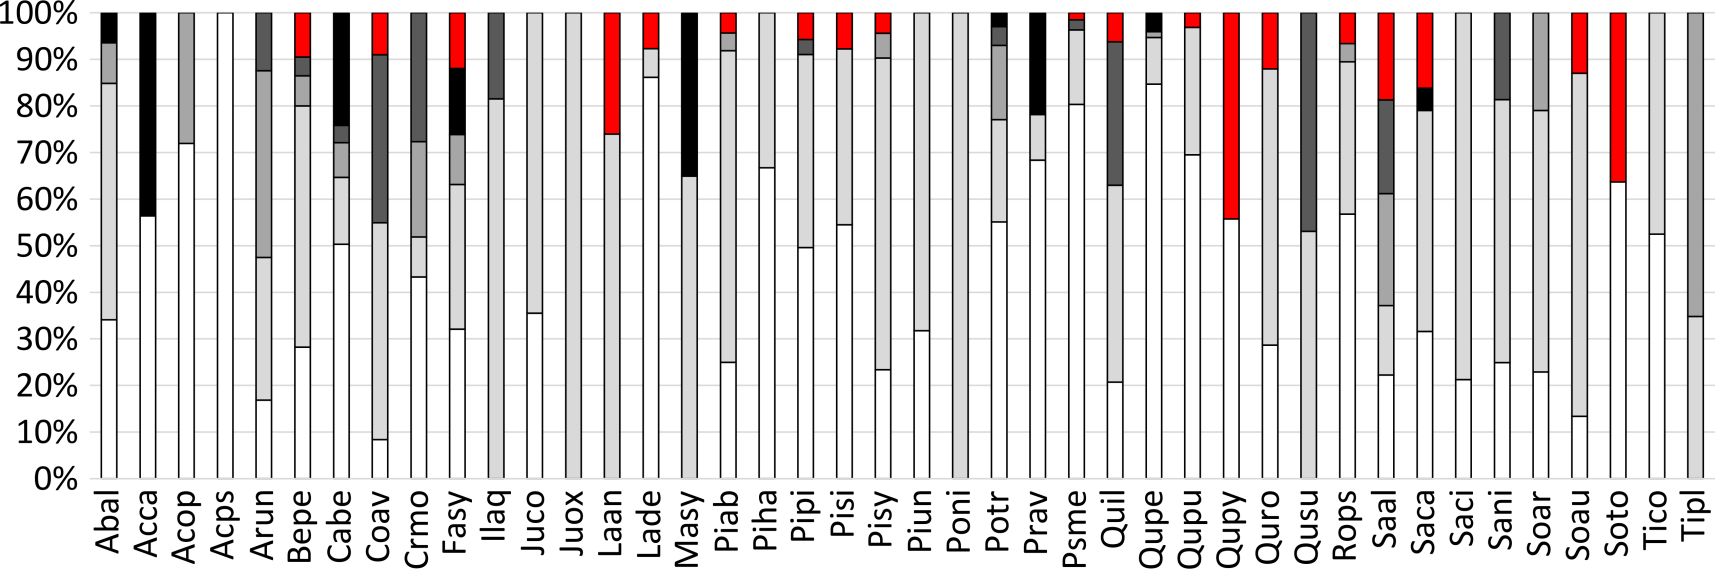 100%
90%
80%
70%
60%
50%
40%
30%
20%
10%
0%
Abal
Acca
Acop
Acps
Arun
Bepe
Cabe
Coav
Crmo
Fasy
Ilaq
Juco
Juox
Laan
Lade
Masy
Piab
Piha
Pipi
Pisi
Pisy
Piun
Poni
Potr
Prav
Psme
Quil
Qupe
Qupu
Qupy
Quro
Qusu
Rops
Saal
Saca
Saci
Sani
Soar
Soau
Soto
Tico
Tipl